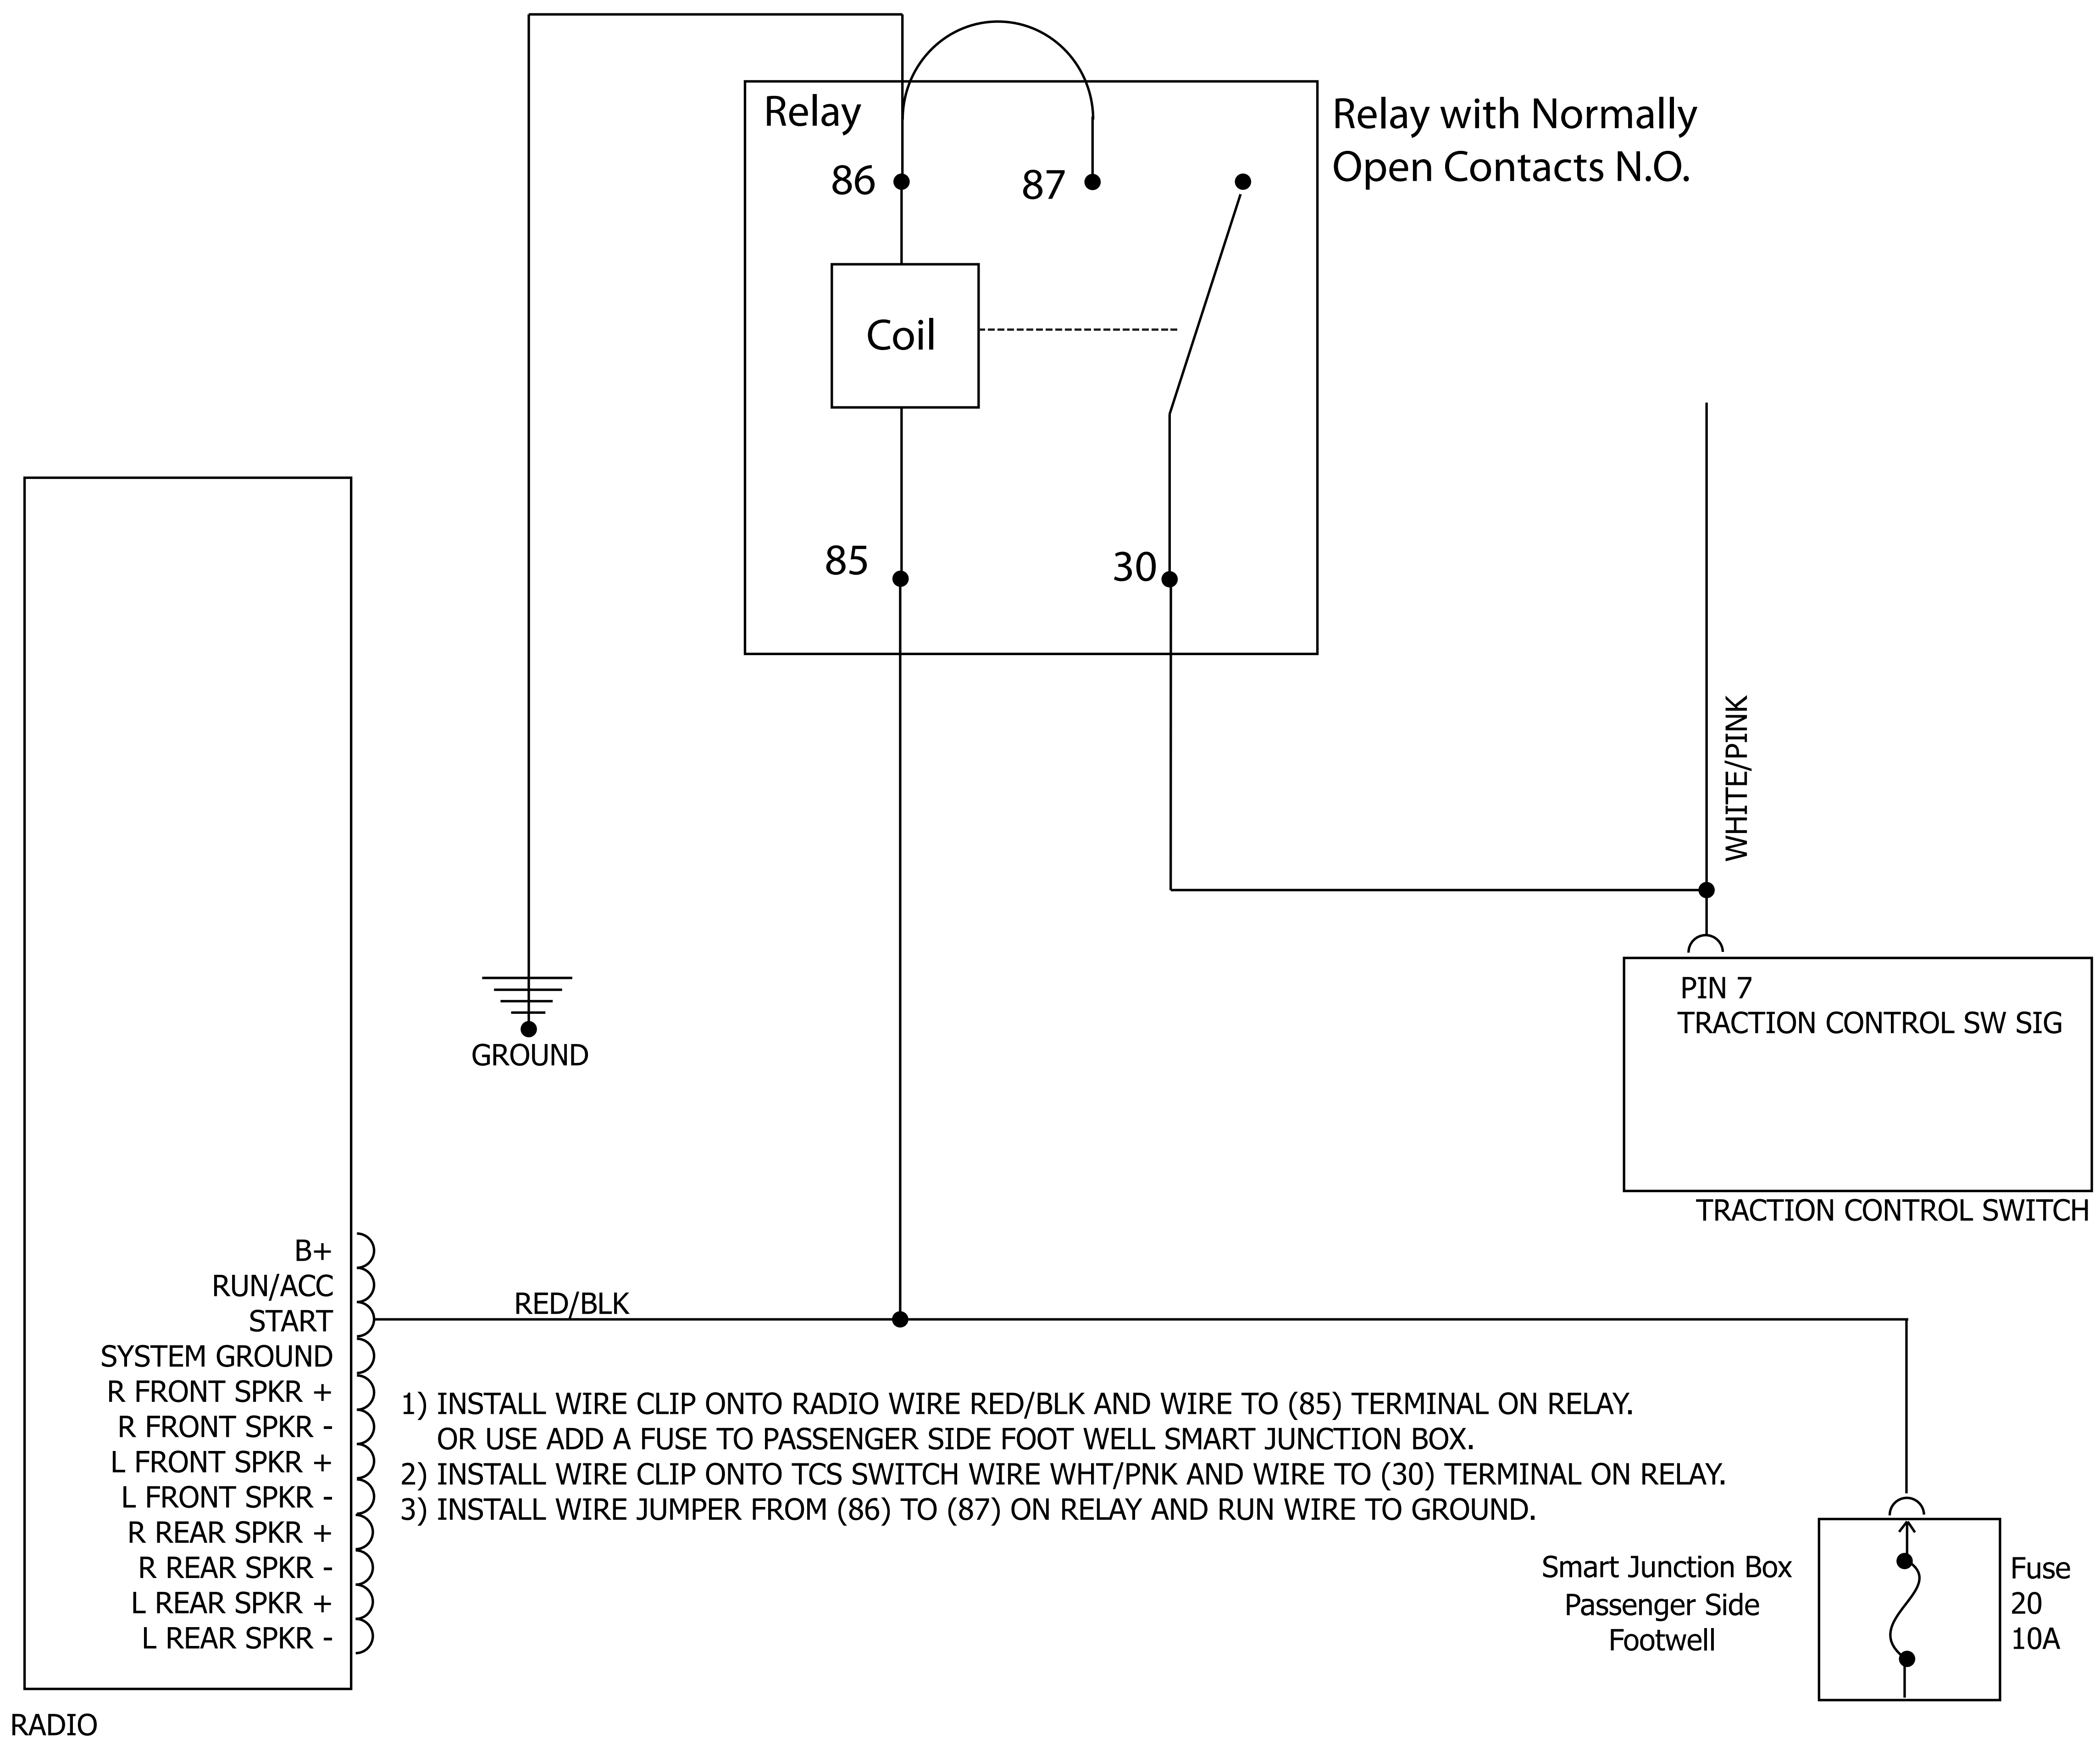 Relay
Relay with Normally
Open Contacts N.O.
86
87
Coil
85
30
WHITE/PINK
PIN 7
TRACTION CONTROL SW SIG
TRACTION CONTROL SWITCH
GROUND
B+
RUN/ACC
START
SYSTEM GROUND
R FRONT SPKR +
R FRONT SPKR -
L FRONT SPKR +
L FRONT SPKR -
R REAR SPKR +
R REAR SPKR -
L REAR SPKR +
L REAR SPKR -
RADIO
RED/BLK
1) INSTALL WIRE CLIP ONTO RADIO WIRE RED/BLK AND WIRE TO (85) TERMINAL ON RELAY.
OR USE ADD A FUSE TO PASSENGER SIDE FOOT WELL SMART JUNCTION BOX.
2) INSTALL WIRE CLIP ONTO TCS SWITCH WIRE WHT/PNK AND WIRE TO (30) TERMINAL ON RELAY.
3) INSTALL WIRE JUMPER FROM (86) TO (87) ON RELAY AND RUN WIRE TO GROUND.
Smart Junction Box
Passenger Side
Footwell
Fuse
20
10A